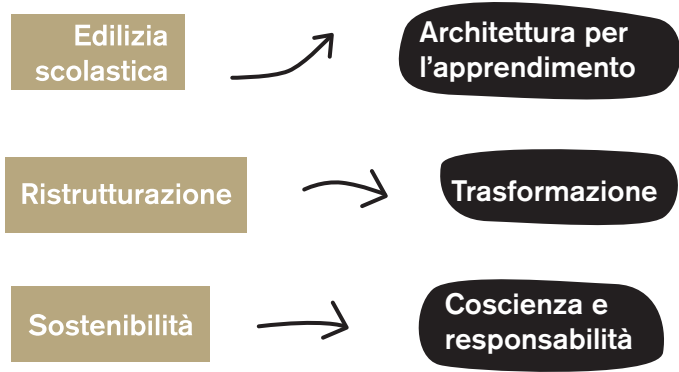 Edilizia
scolastica
Architettura per
l’apprendimento
Ristrutturazione
Trasformazione
Sostenibilità
Coscienza e
responsabilità